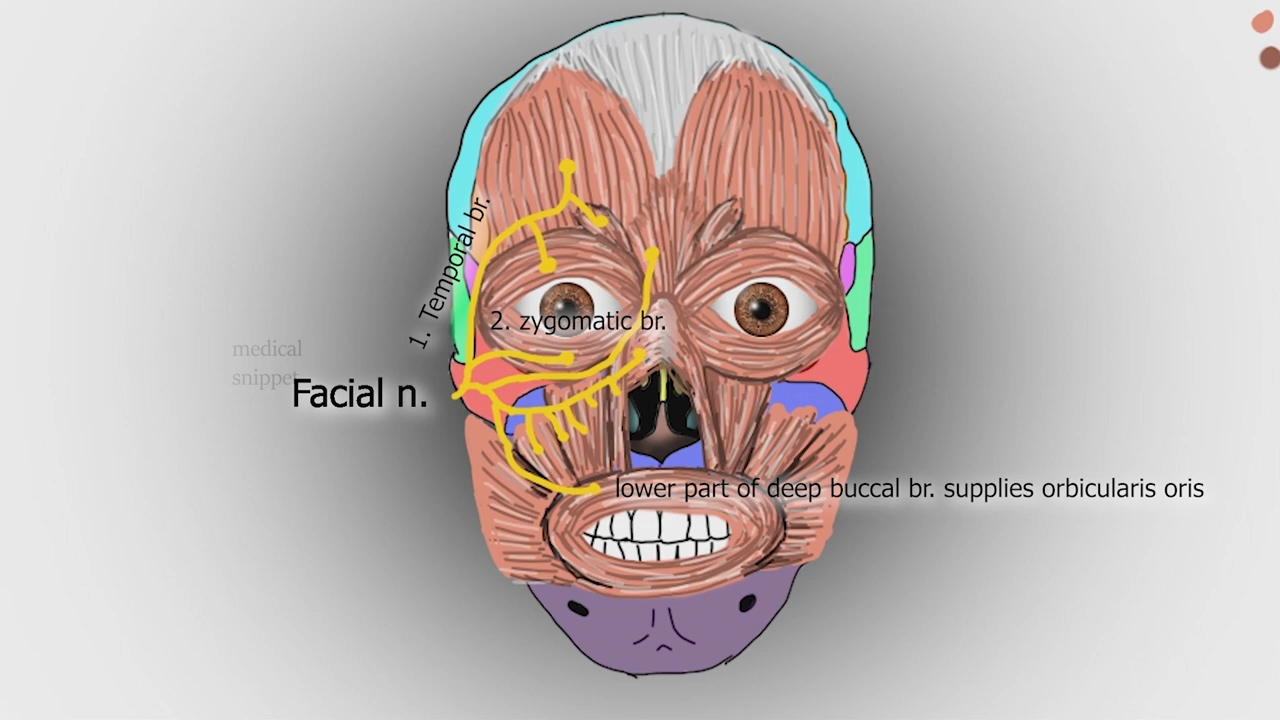 1. Temporal br.
2. zygomatic br.
medical
snippet
Facial n.
lower part of deep buccal br. supplies orbicularis oris